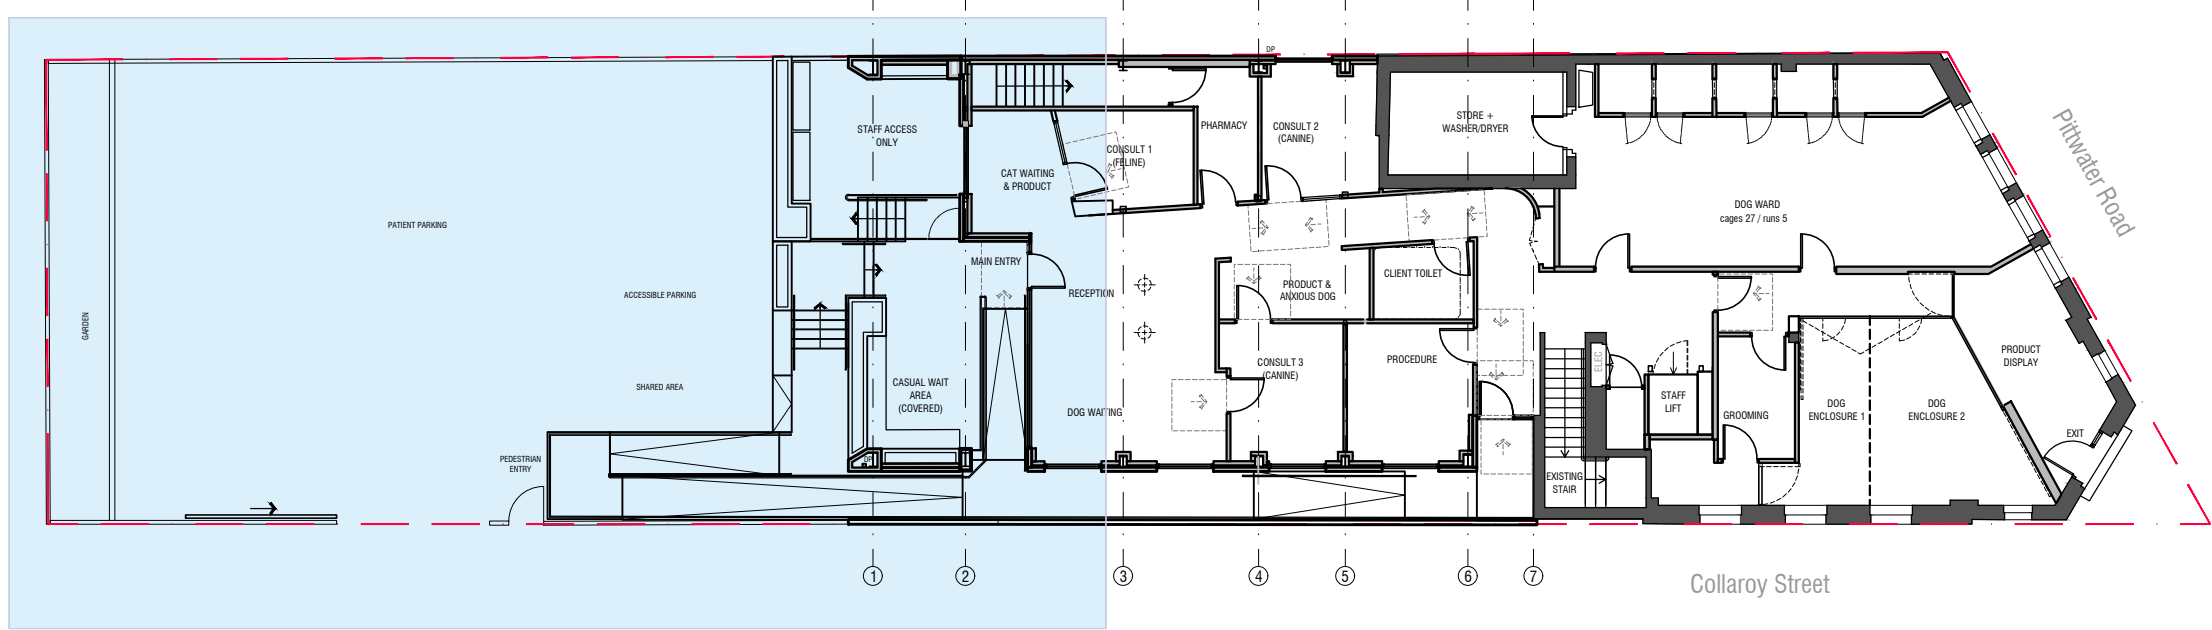 DP
STAFF ACCESS
ONLY
PHARMACY
CONSULT 2
(CANINE)
STORE +
WASHER/DRYER
CONSULT 1
(FELINE)
CAT WAITING
& PRODUCT
Pittwater Road
DOG WARD
cages 27 / runs 5
PATIENT PARKING
MAIN ENTRY
RECEPTION
PRODUCT &
ANXIOUS DOG
CLIENT TOILET
ACCESSIBLE PARKING
GARDEN
SHARED AREA
CASUAL WAIT
AREA
(COVERED)
DOG WAITING
CONSULT 3
(CANINE)
PROCEDURE
ELEC
STAFF
LIFT
GROOMING
DOG
ENCLOSURE 1
DOG
ENCLOSURE 2
PRODUCT
DISPLAY
EXIT
PEDESTRIAN
ENTRY
DP
EXISTING
STAIR
1
2
3
4
5
6
7
Collaroy Street